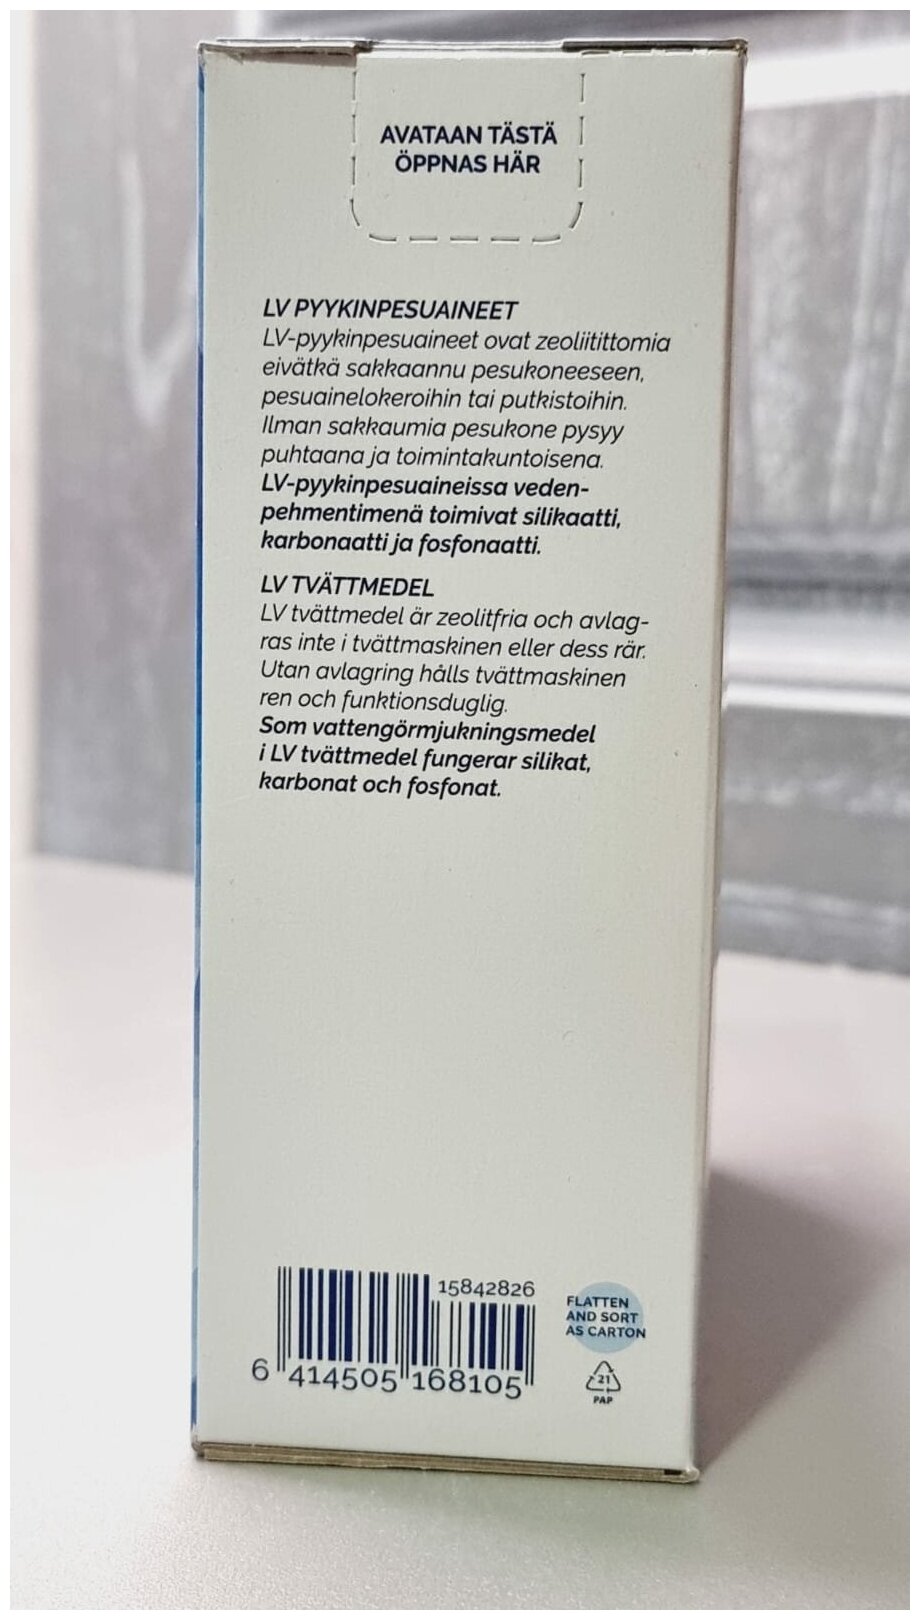 AVATAAN TÄSTÄ
ÖPPNAS HÄR
LV PYYKINPESUAINEET
LV-pyykinpesuaineet ovat zeoliitittomia
eivätkä sakkaannu pesukoneeseen,
pesuainelokeroihin tai putkistoihin.
Ilman sakkaumia pesukone pysyy
puhtaana ja toimintakuntoisena.
LV-pyykinpesuaineissa veden-
pehmentimenä toimivat silikaatti,
karbonaatti ja fosfonaatti.
LV TVÄTTMEDEL
LV tvättmedel är zeolitfria och avlag-
ras inte i tvättmaskinen eller dess rär.
Utan avlagring hålls tvättmaskinen
ren och funktionsduglig.
Som vattengörmjukningsmedel
i LV tvättmedel fungerar silikat,
karbonat och fosfonat.
15842826
6 414505 168105
FLATTEN
AND SORT
AS CARTON
21
PAP